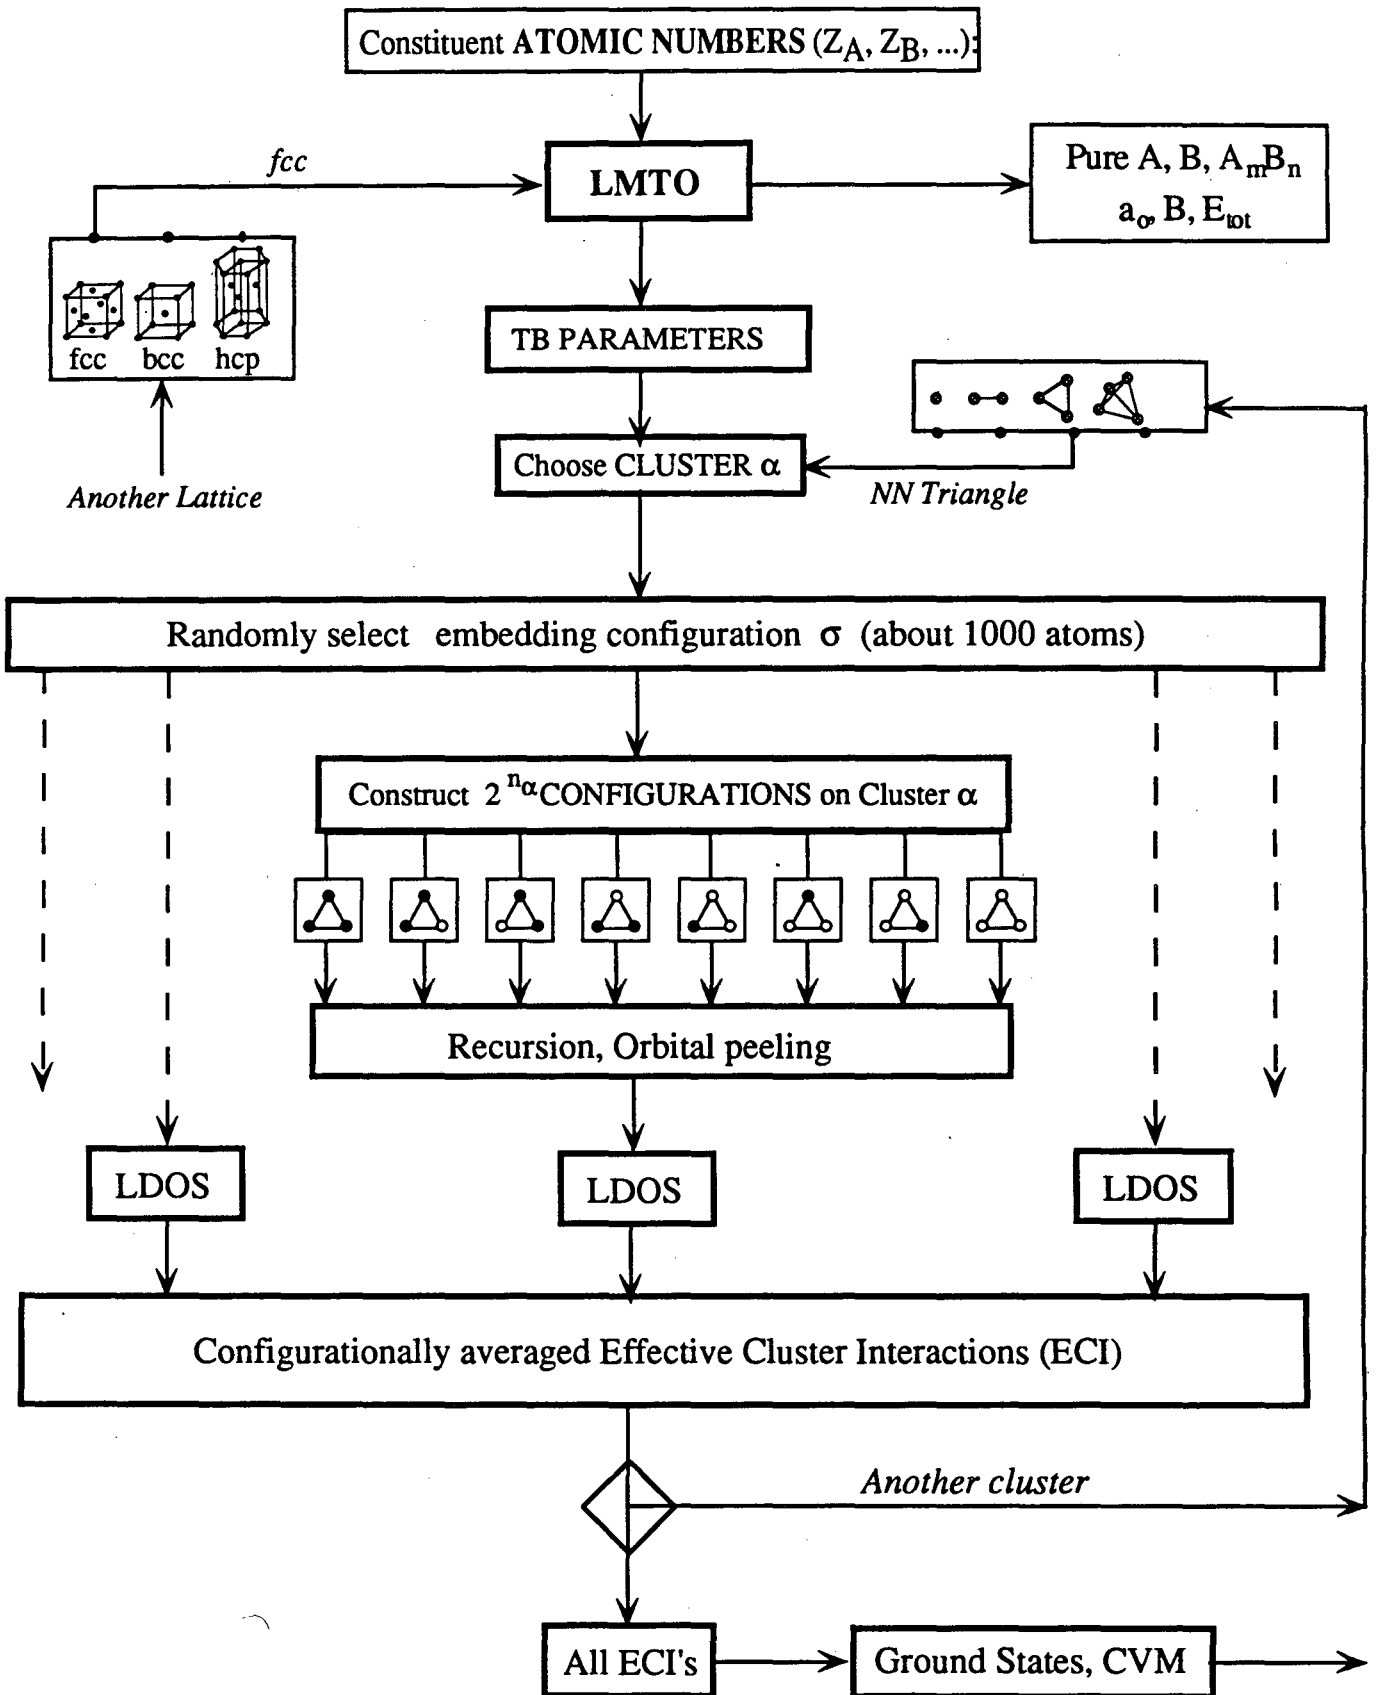 Constituent ATOMIC NUMBERS (Z_A, Z_B, ...):
fcc
LMTO
Pure A, B, A_mB_n
a_o, B, E_tot
fcc bcc hcp
TB PARAMETERS
Another Lattice
Choose CLUSTER α
NN Triangle
Randomly select embedding configuration σ (about 1000 atoms)
Construct 2^{n_α} CONFIGURATIONS on Cluster α
Recursion, Orbital peeling
LDOS
LDOS
LDOS
Configurationally averaged Effective Cluster Interactions (ECI)
Another cluster
All ECI's
Ground States, CVM